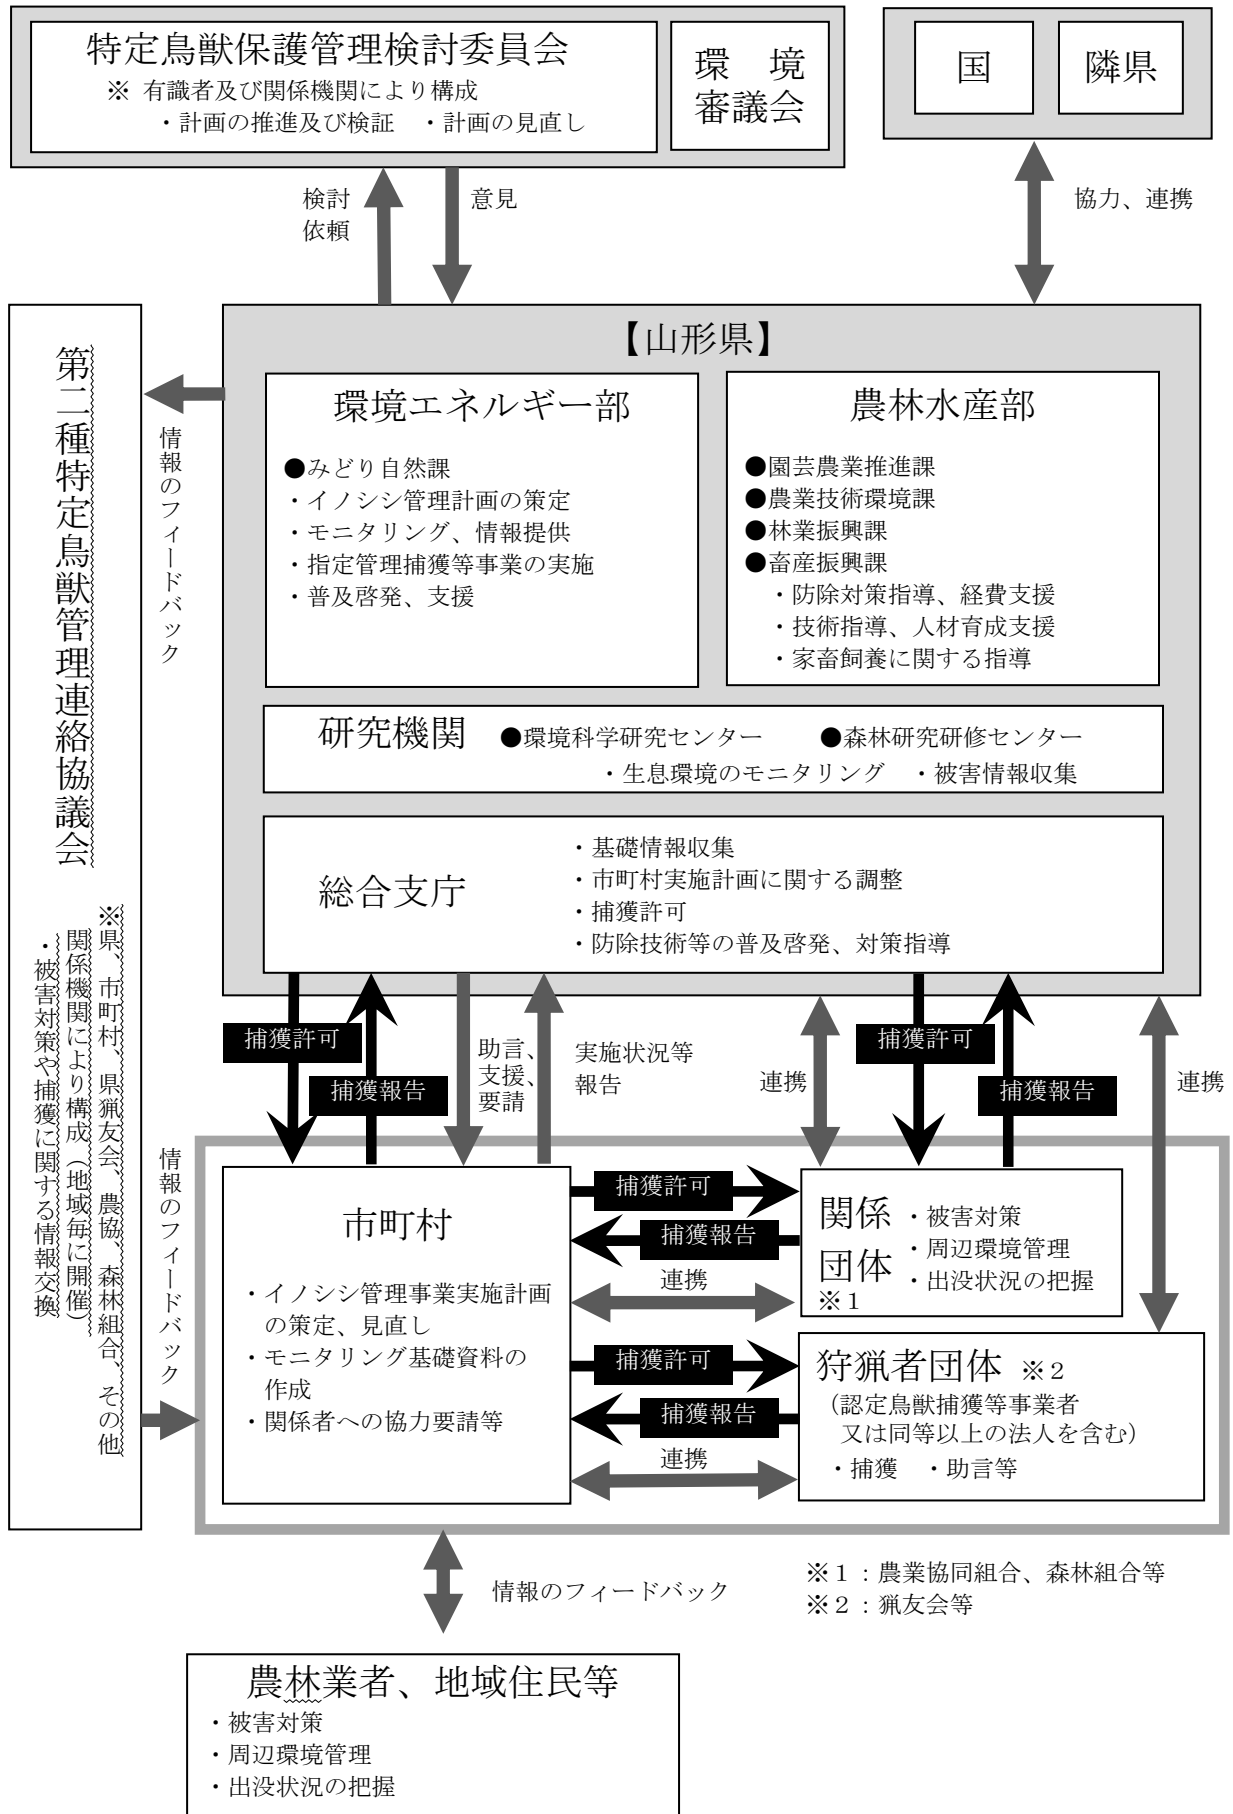 特定鳥獣保護管理検討委員会
※ 有識者及び関係機関により構成
・計画の推進及び検証　・計画の見直し
環　境
審議会
国
隣県
検討
依頼
意見
協力、連携
【山形県】
環境エネルギー部
●みどり自然課
・イノシシ管理計画の策定
・モニタリング、情報提供
・指定管理捕獲等事業の実施
・普及啓発、支援
農林水産部
●園芸農業推進課
●農業技術環境課
●林業振興課
●畜産振興課
・防除対策指導、経費支援
・技術指導、人材育成支援
・家畜飼養に関する指導
研究機関　●環境科学研究センター　　●森林研究研修センター
・生息環境のモニタリング　・被害情報収集
総合支庁
・基礎情報収集
・市町村実施計画に関する調整
・捕獲許可
・防除技術等の普及啓発、対策指導
第二種特定鳥獣管理連絡協議会
※県、市町村、県猟友会、農協、森林組合、その他
関係機関により構成（地域毎に開催）
・被害対策や捕獲に関する情報交換
情報のフィードバック
情報のフィードバック
捕獲許可
捕獲報告
助言、
支援、
要請
実施状況等
報告
連携
捕獲許可
捕獲報告
連携
市町村
・イノシシ管理事業実施計画
の策定、見直し
・モニタリング基礎資料の
作成
・関係者への協力要請等
捕獲許可
捕獲報告
連携
捕獲許可
捕獲報告
連携
関係
団体
※１
・被害対策
・周辺環境管理
・出没状況の把握
狩猟者団体 ※２
（認定鳥獣捕獲等事業者
又は同等以上の法人を含む）
・捕獲　・助言等
情報のフィードバック
※１：農業協同組合、森林組合等
※２：猟友会等
農林業者、地域住民等
・被害対策
・周辺環境管理
・出没状況の把握